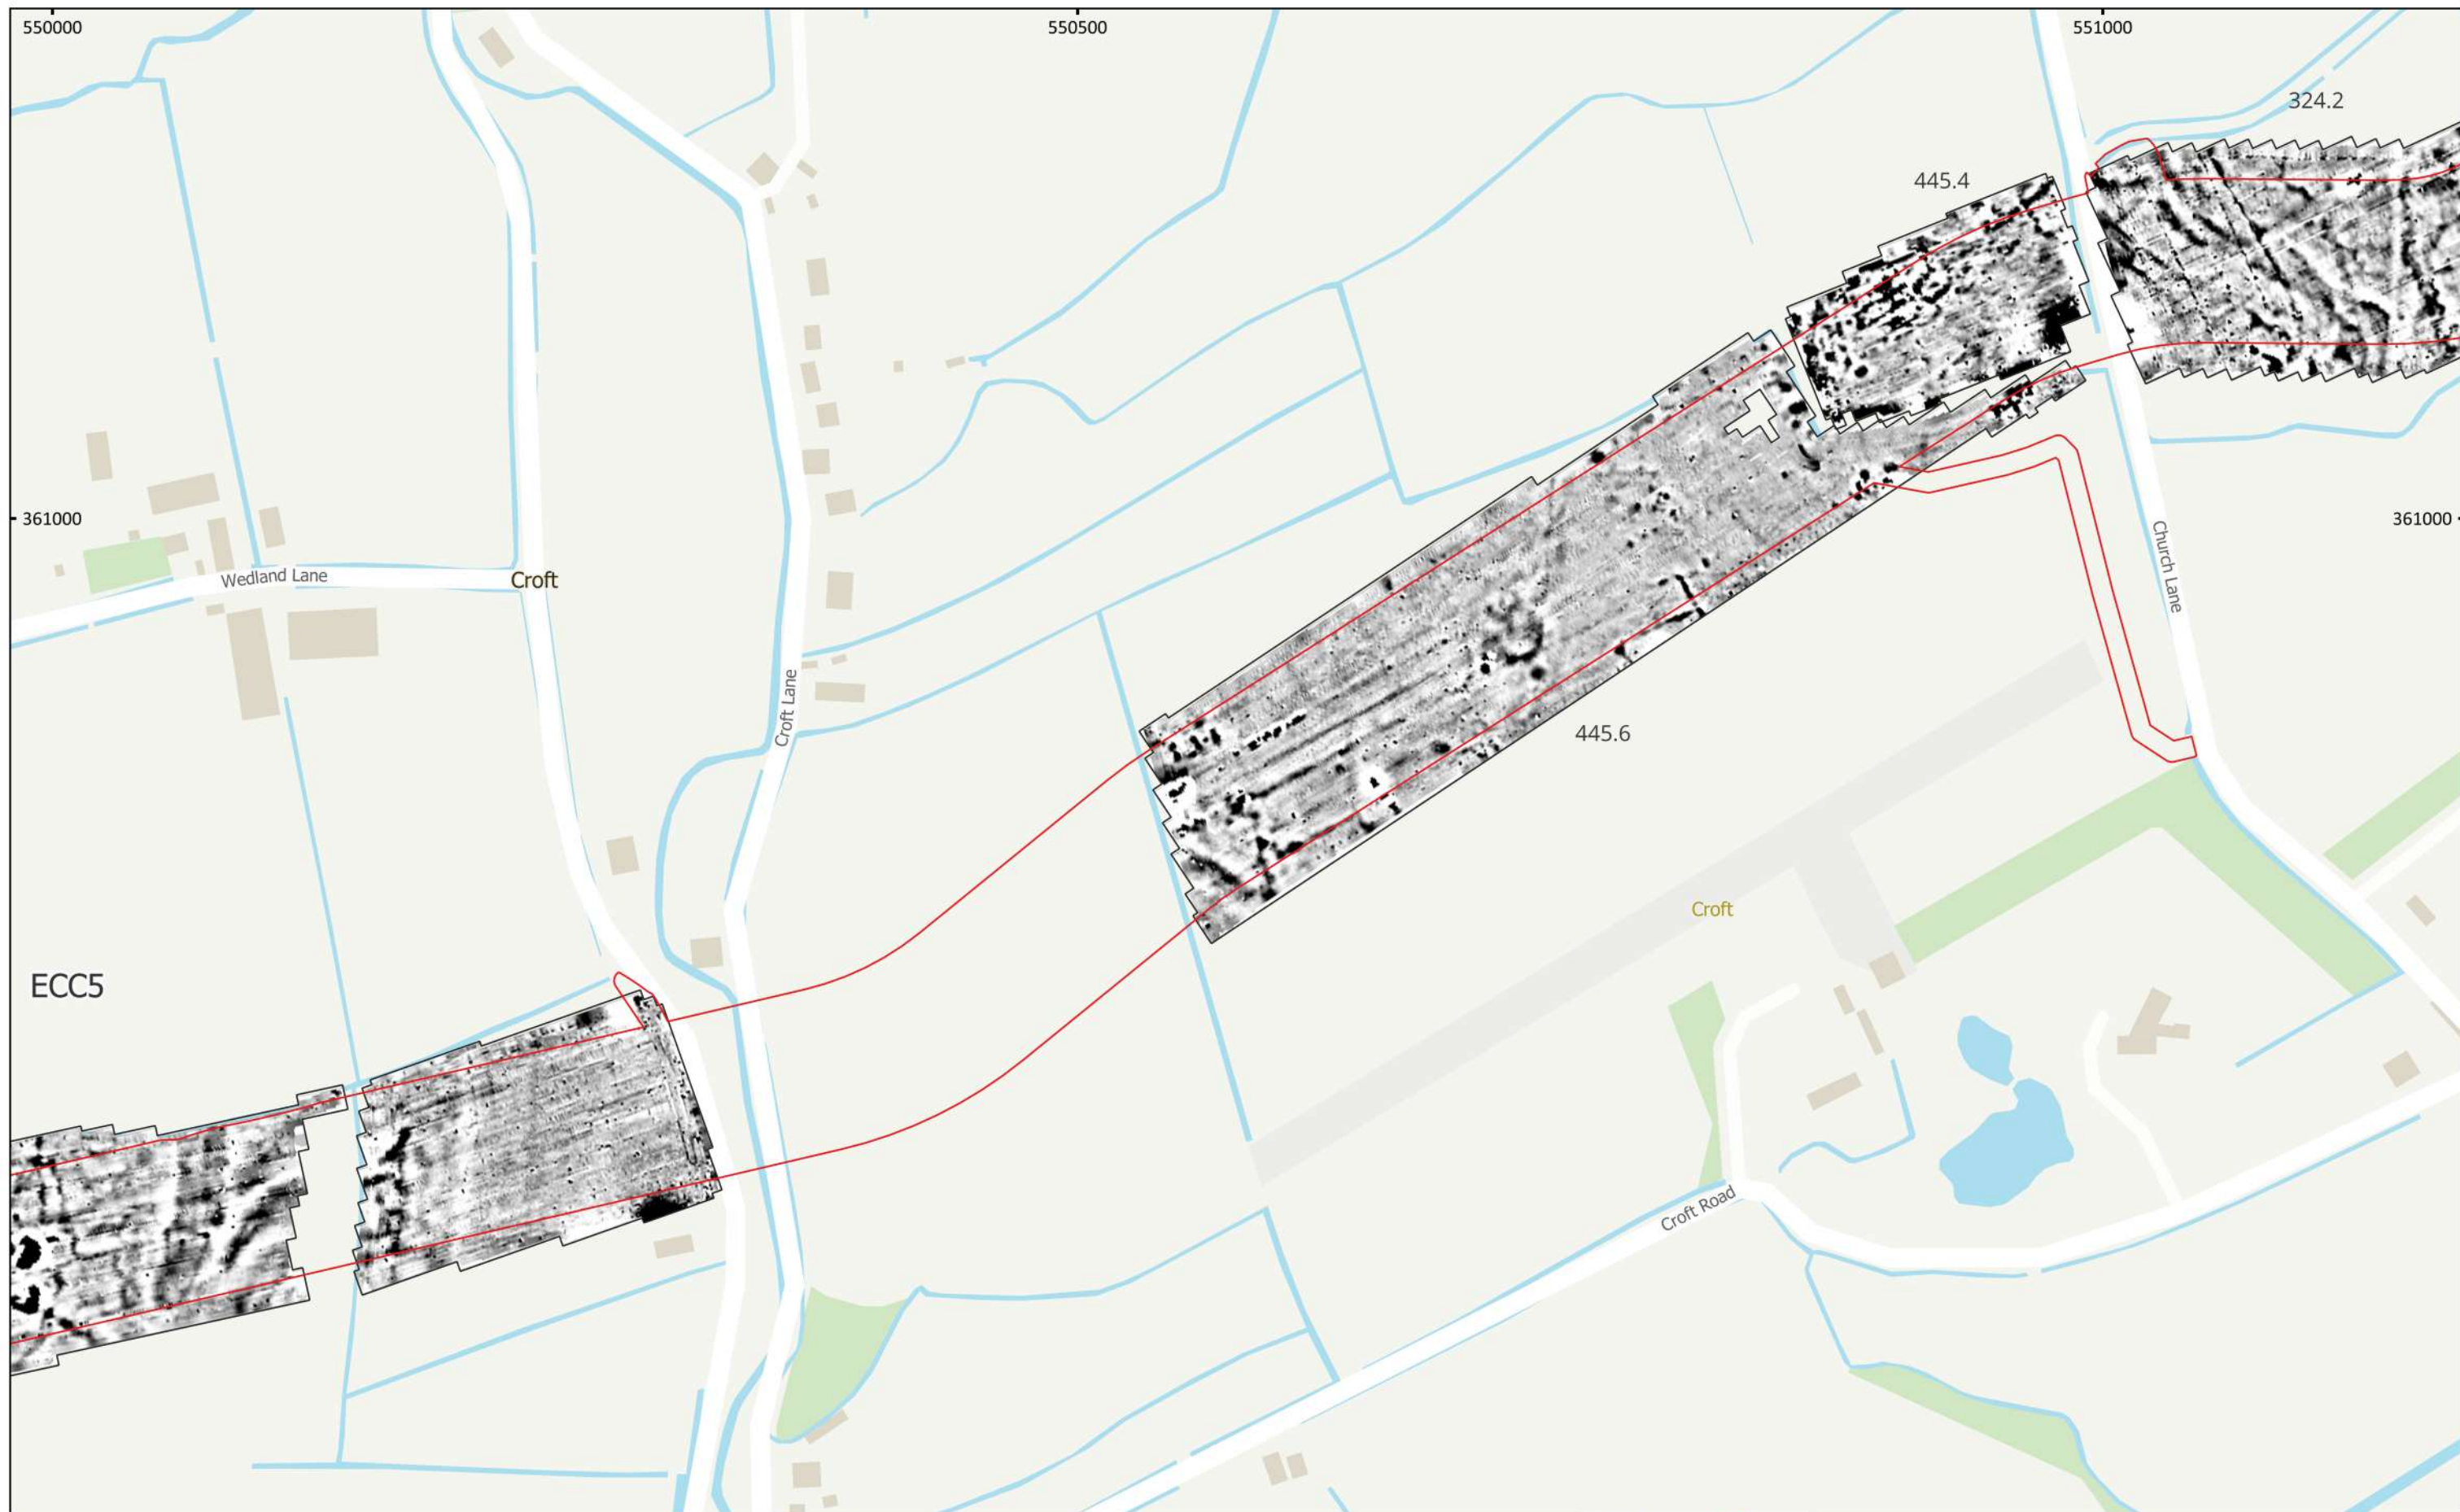 550000
550500
551000
324.2
445.4
361000
361000
Church Lane
Wedland Lane
Croft
Croft Lane
445.6
Croft
ECC5
Croft Road